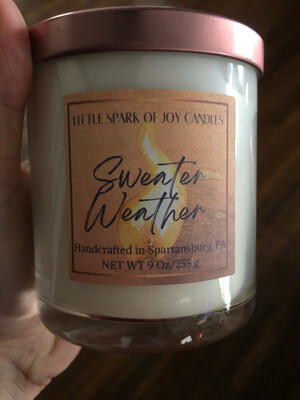 LITTLE SPARK OF JOY CANDLES
Sweater
Weather
Handcrafted in Spartansburg, PA
NET WT 9 Oz/255 g